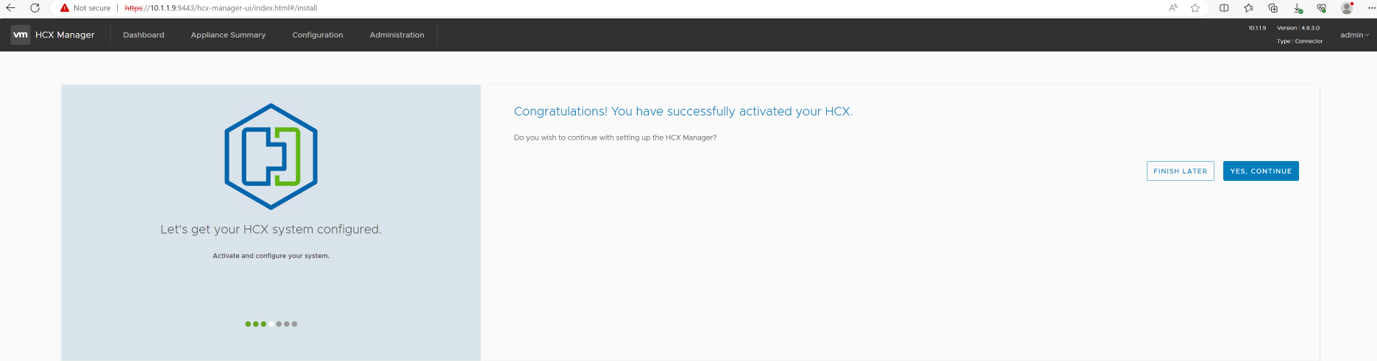 Not secure
https://10.1.1.9:9443/hcx-manager-ui/index.html#/install
vm HCX Manager
Dashboard
Appliance Summary
Configuration
Administration
10.1.1.9
Version : 4.6.3.0
Type : Connector
admin
Congratulations! You have successfully activated your HCX.
Do you wish to continue with setting up the HCX Manager?
FINISH LATER
YES, CONTINUE
Let's get your HCX system configured.
Activate and configure your system.